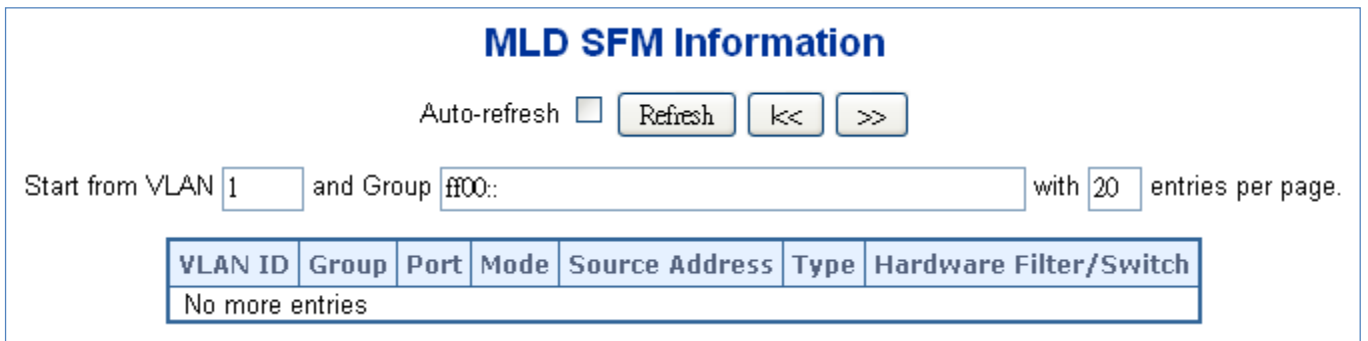 MLD SFM Information
Auto-refresh Refresh |<< >>
Start from VLAN 1 and Group ff00:: with 20 entries per page.
VLAN ID Group Port Mode Source Address Type Hardware Filter/Switch
No more entries